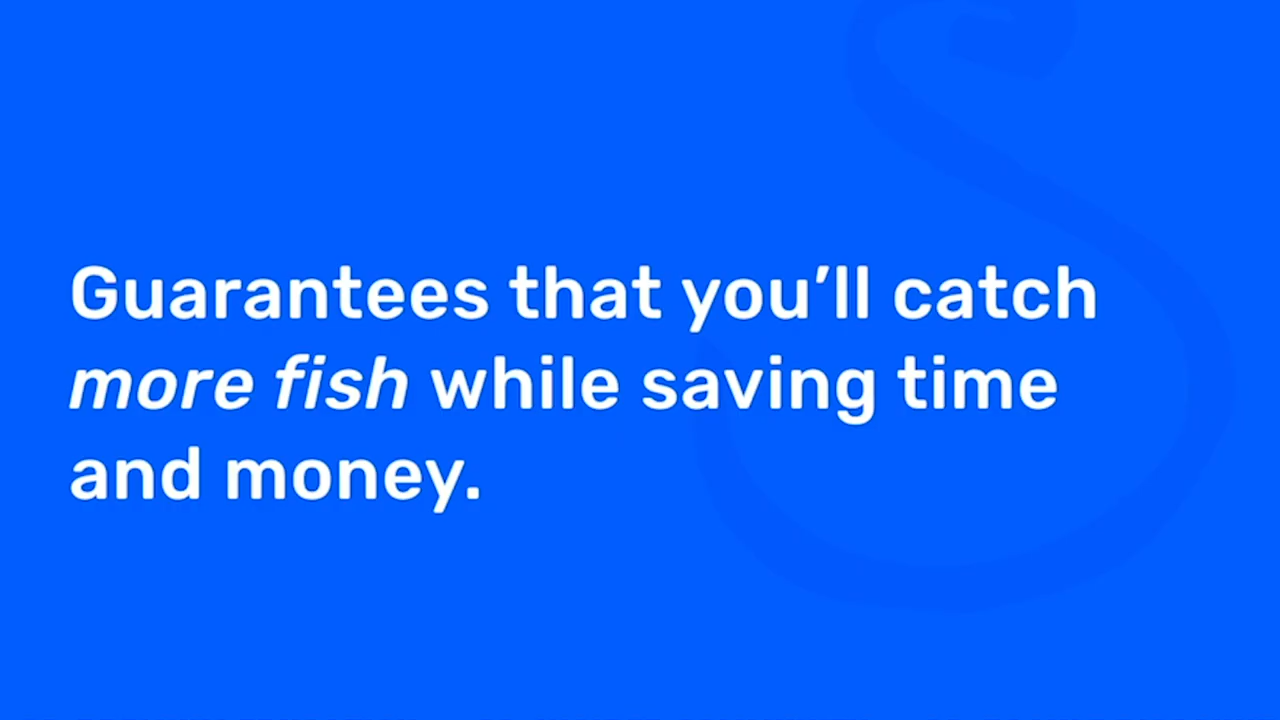 Guarantees that you’ll catch
more fish while saving time
and money.